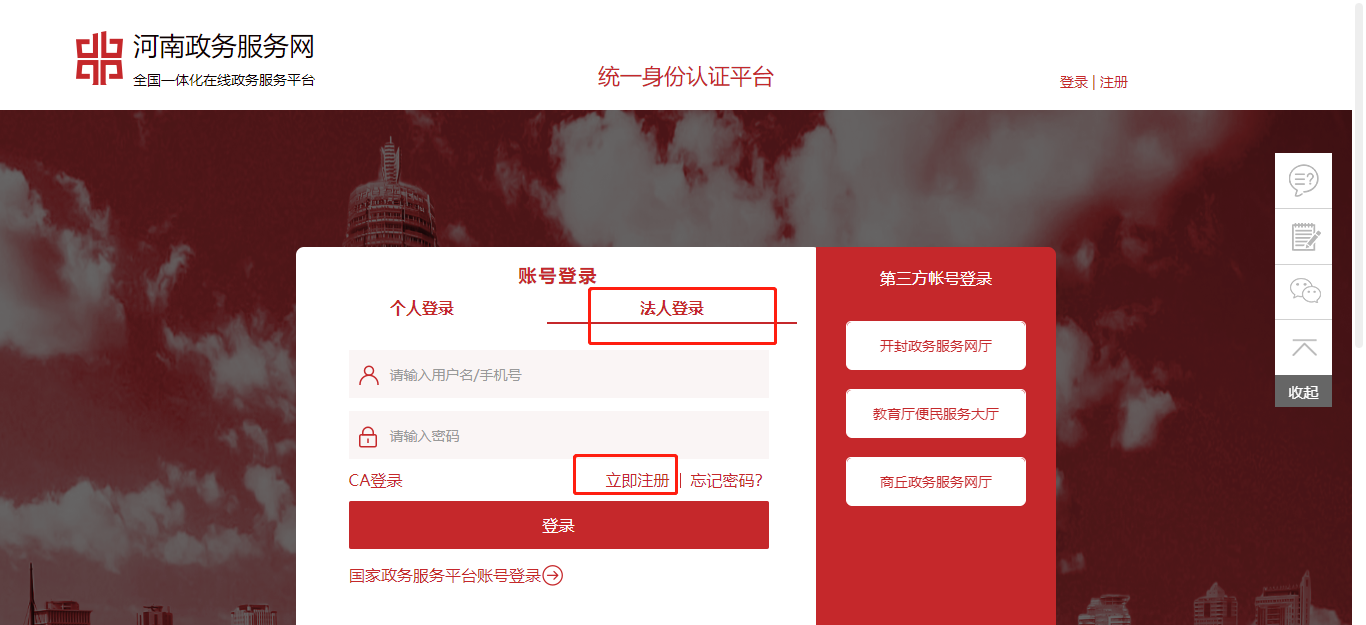 河南政务服务网
全国一体化在线政务服务平台
统一身份认证平台
登录 | 注册
账号登录
个人登录
法人登录
请输入用户名/手机号
请输入密码
CA登录
立即注册 | 忘记密码?
登录
国家政务服务平台账号登录
第三方帐号登录
开封政务服务网厅
教育厅便民服务大厅
商丘政务服务网厅
收起